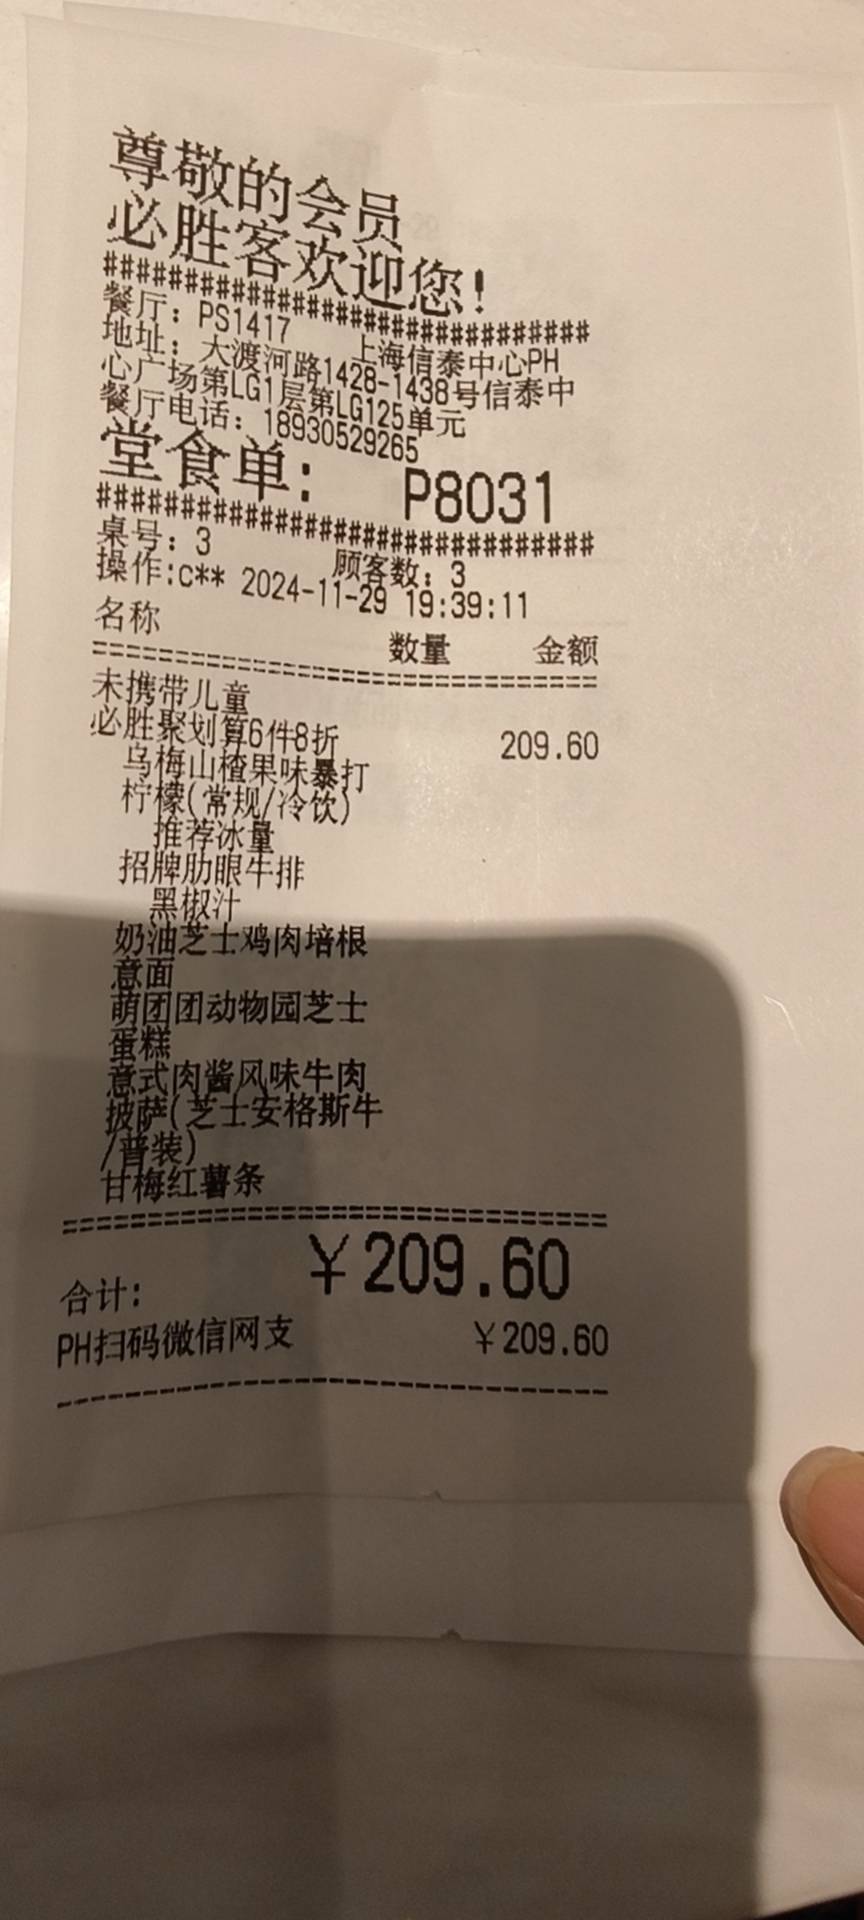 尊敬的会员
必胜客欢迎您!
##############################
餐厅：PS1417 上海信泰中心PH
地址：大渡河路1428-1438号信泰中
心广场第LG1层第LG125单元
餐厅电话：18930529265
堂食单： P8031
##############################
桌号：3 顾客数：3
操作:c** 2024-11-29 19:39:11
名称 数量 金额
==============================
未携带儿童
必胜聚划算6件8折 209.60
乌梅山楂果味暴打
柠檬(常规/冷饮)
推荐冰量
招牌肋眼牛排
黑椒汁
奶油芝士鸡肉培根
意面
萌团团动物园芝士
蛋糕
意式肉酱风味牛肉
披萨(芝士安格斯牛
/普装)
甘梅红薯条
==============================
合计: ￥209.60
PH扫码微信网支 ￥209.60
------------------------------